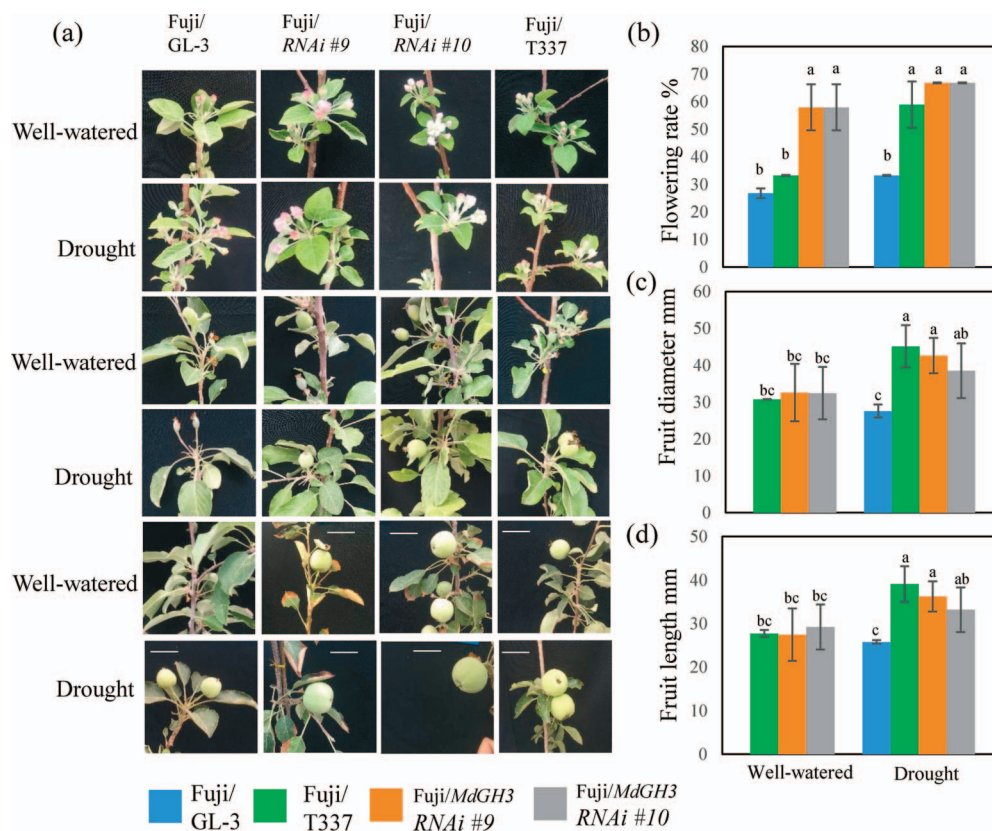 (a)
Fuji/
GL-3
Fuji/
RNAi #9
Fuji/
RNAi #10
Fuji/
T337
Well-watered
Drought
Well-watered
Drought
Well-watered
Drought
(b)
Flowering rate %
80
70
60
50
40
30
20
10
0
b
b
a
a
b
a
a
a
(c)
Fruit diameter mm
60
50
40
30
20
10
0
bc
bc
bc
c
a
a
ab
(d)
Fruit length mm
50
40
30
20
10
0
bc
bc
bc
c
a
a
ab
Well-watered
Drought
Fuji/
GL-3
Fuji/
T337
Fuji/MdGH3
RNAi #9
Fuji/MdGH3
RNAi #10